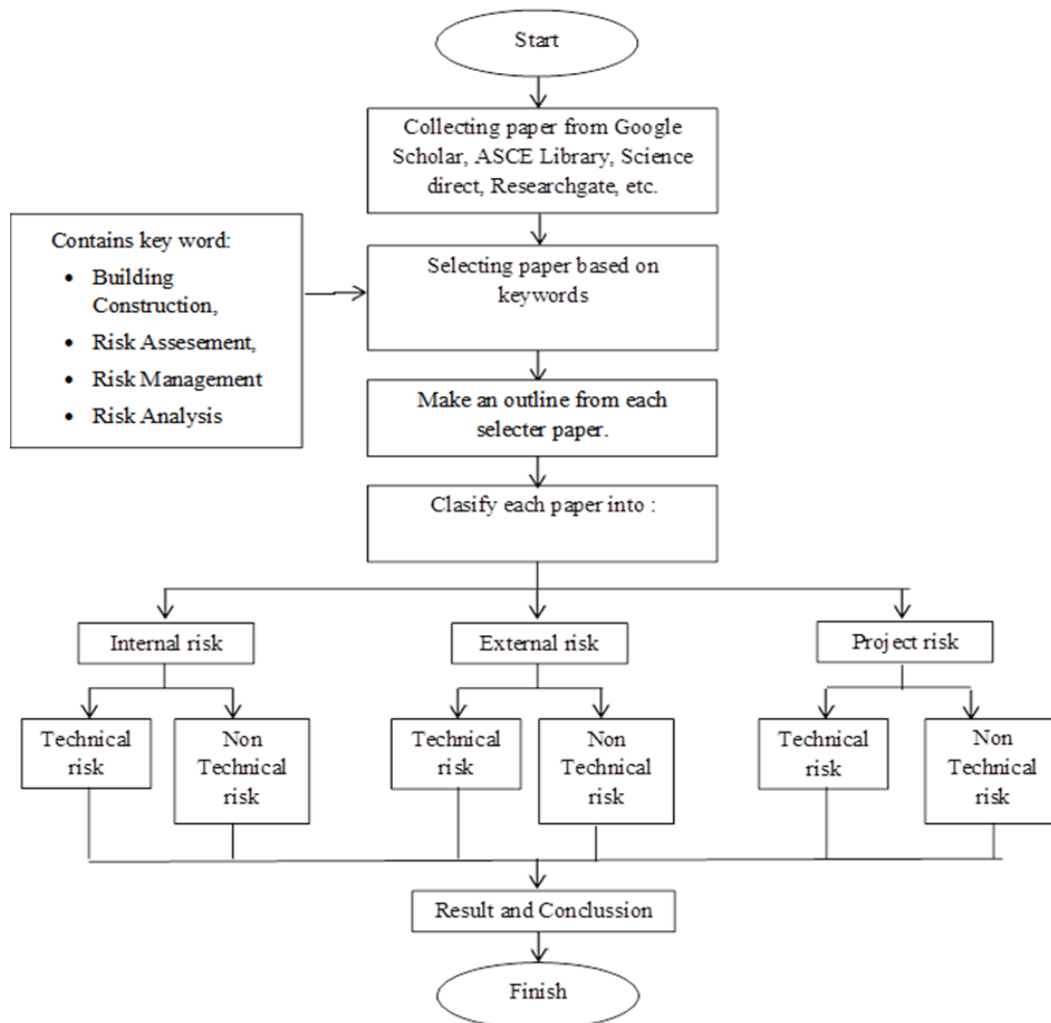 Start
Collecting paper from Google
Scholar, ASCE Library, Science
direct, Researchgate, etc.
Contains key word:
• Building
Construction,
• Risk Assesement,
• Risk Management
• Risk Analysis
Selecting paper based on
keywords
Make an outline from each
selecter paper.
Clasify each paper into :
Internal risk
External risk
Project risk
Technical
risk
Non
Technical
risk
Technical
risk
Non
Technical
risk
Technical
risk
Non
Technical
risk
Result and Conclussion
Finish